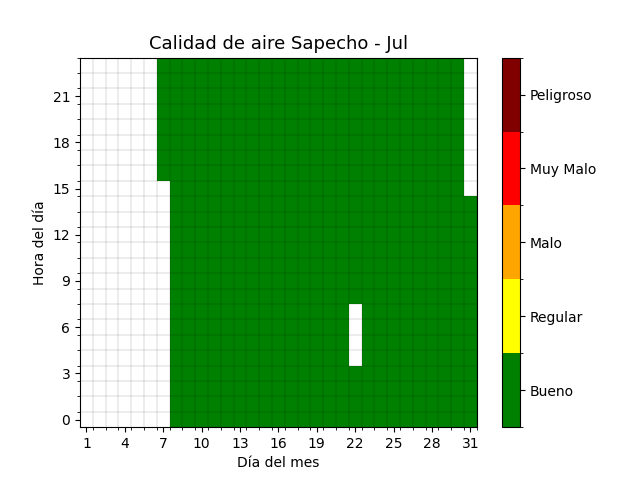 Calidad de aire Sapecho - Jul
Hora del día
21
18
15
12
9
6
3
0
1 4 7 10 13 16 19 22 25 28 31
Día del mes
Peligroso
Muy Malo
Malo
Regular
Bueno